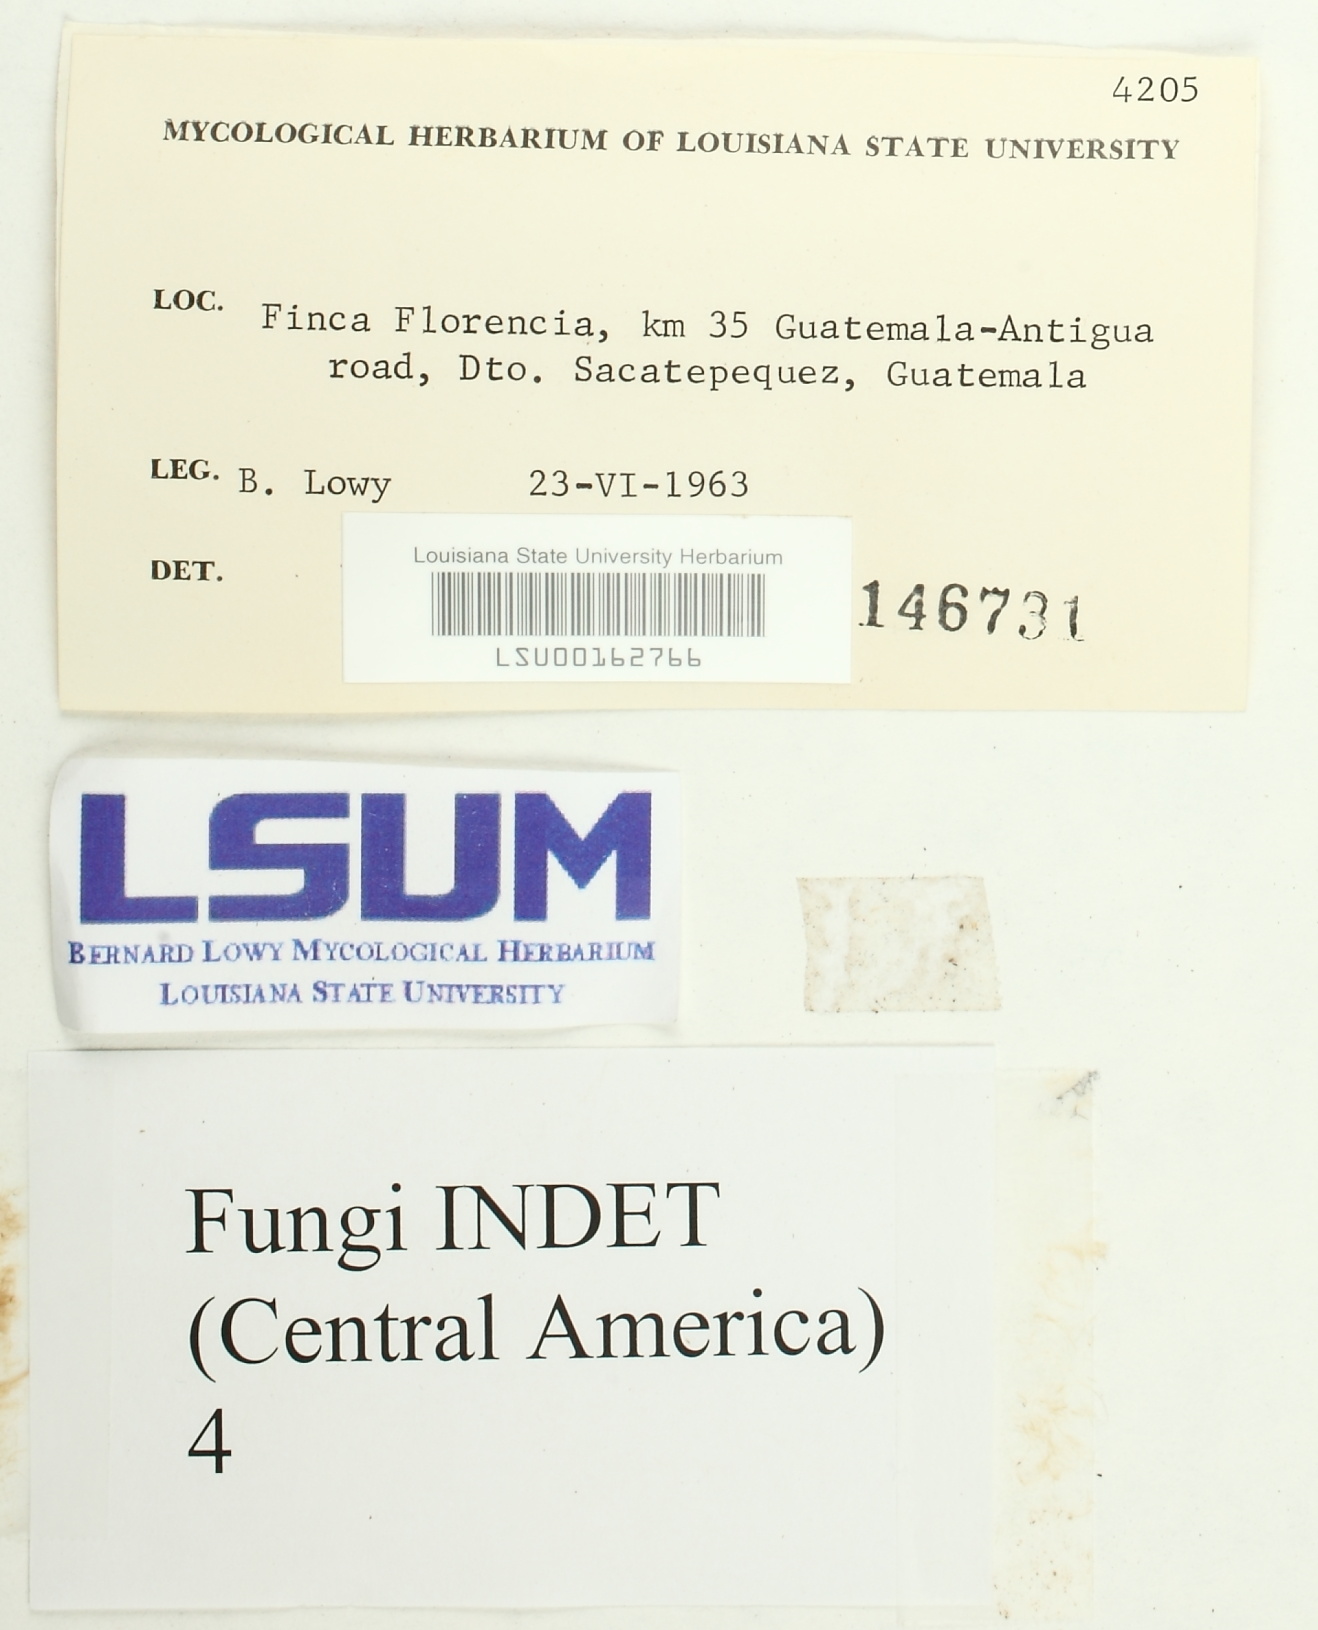 4205
MYCOLOGICAL HERBARIUM OF LOUISIANA STATE UNIVERSITY
LOC. Finca Florencia, km 35 Guatemala-Antigua
road, Dto. Sacatepequez, Guatemala
LEG. B. Lowy 23-VI-1963
DET.
Louisiana State University Herbarium
LSU00162766
146731
LSUM
BERNARD LOWY MYCOLOGICAL HERBARIUM
LOUISIANA STATE UNIVERSITY
Fungi INDET
(Central America)
4